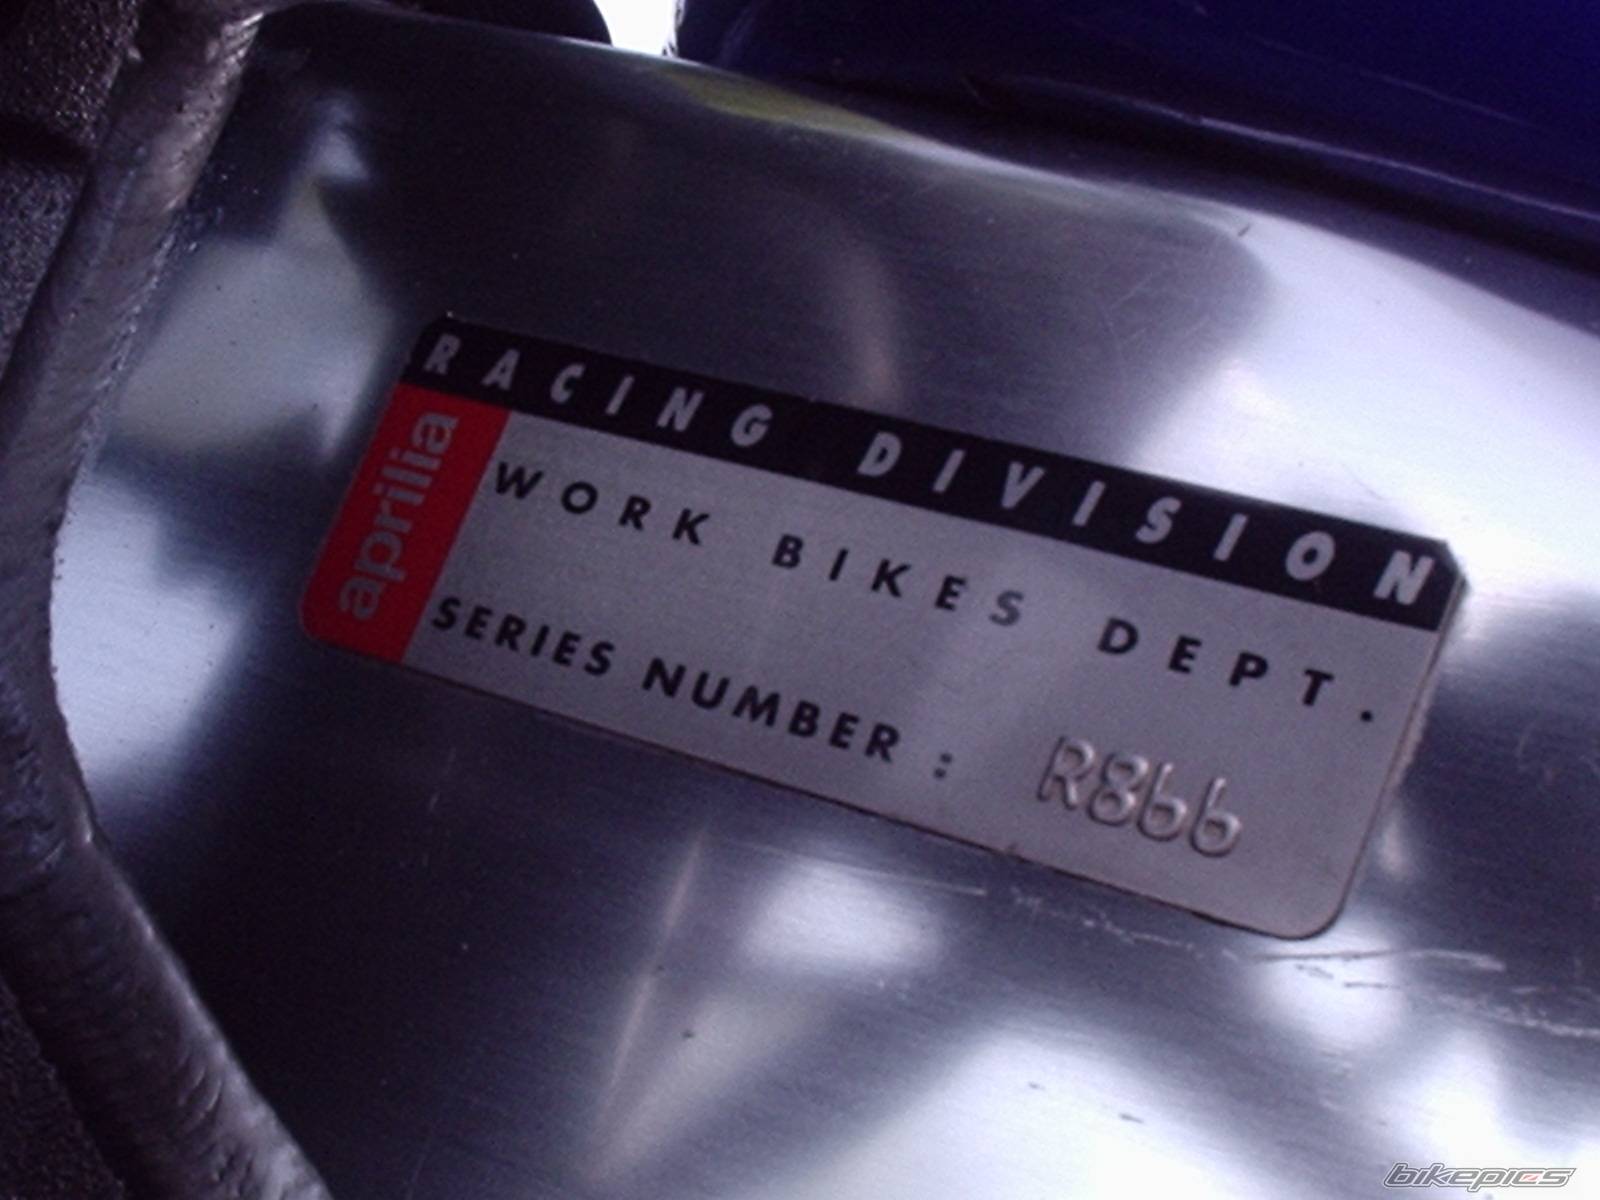 RACING DIVISION
aprilia
WORK BIKES DEPT.
SERIES NUMBER : R866
bikepics